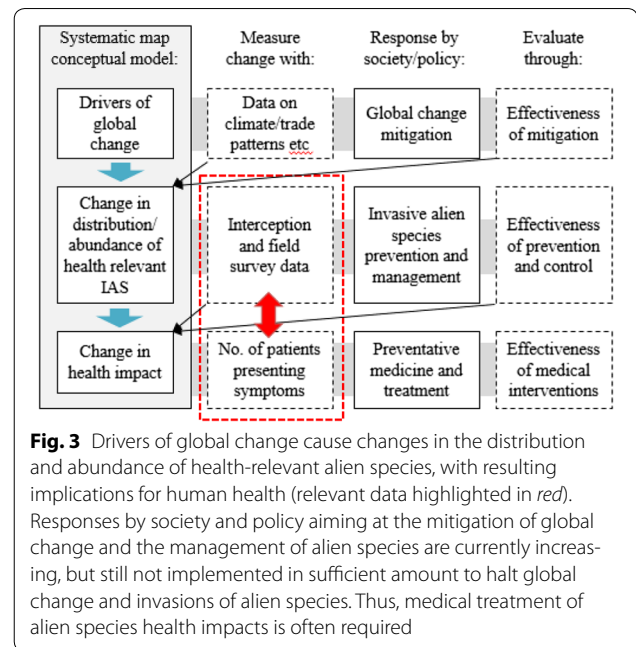 Systematic map
conceptual model:
Measure
change with:
Response by
society/policy:
Evaluate
through:
Drivers of
global
change
Data on
climate/trade
patterns etc
Global change
mitigation
Effectiveness
of mitigation
Change in
distribution/
abundance of
health relevant
IAS
Interception
and field
survey data
Invasive alien
species
prevention and
management
Effectiveness
of prevention
and control
Change in
health impact
No. of patients
presenting
symptoms
Preventative
medicine and
treatment
Effectiveness
of medical
interventions
Fig. 3 Drivers of global change cause changes in the distribution
and abundance of health-relevant alien species, with resulting
implications for human health (relevant data highlighted in red).
Responses by society and policy aiming at the mitigation of global
change and the management of alien species are currently increas-
ing, but still not implemented in sufficient amount to halt global
change and invasions of alien species. Thus, medical treatment of
alien species health impacts is often required